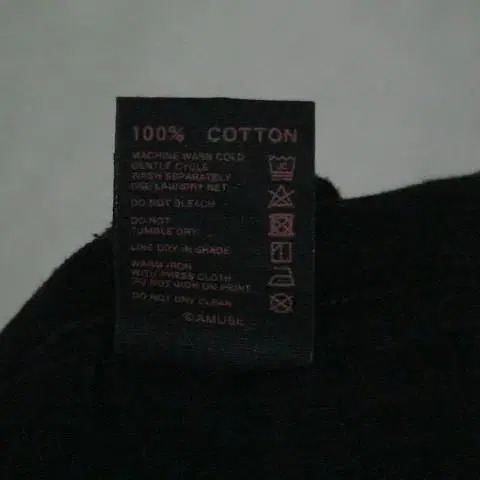 100% COTTON
MACHINE WASH COLD
GENTLE CYCLE
WASH SEPARATELY
USE LAUNDRY NET
DO NOT BLEACH
DO NOT
TUMBLE DRY
LINE DRY IN SHADE
WARM IRON
WITH PRESS CLOTH
DO NOT IRON ON PRINT
DO NOT DRY CLEAN
©AMUSE